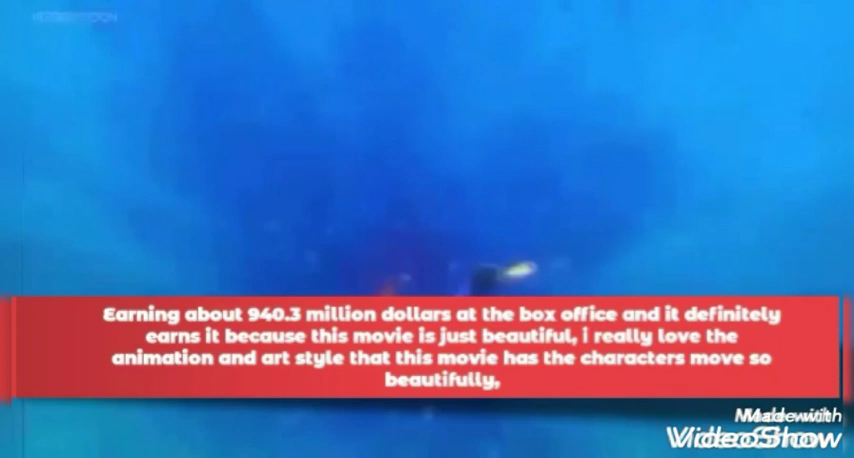 Earning about 940.3 million dollars at the box office and it definitely
earns it because this movie is just beautiful, i really love the
animation and art style that this movie has the characters move so
beautifully,
Made with
VideoShow